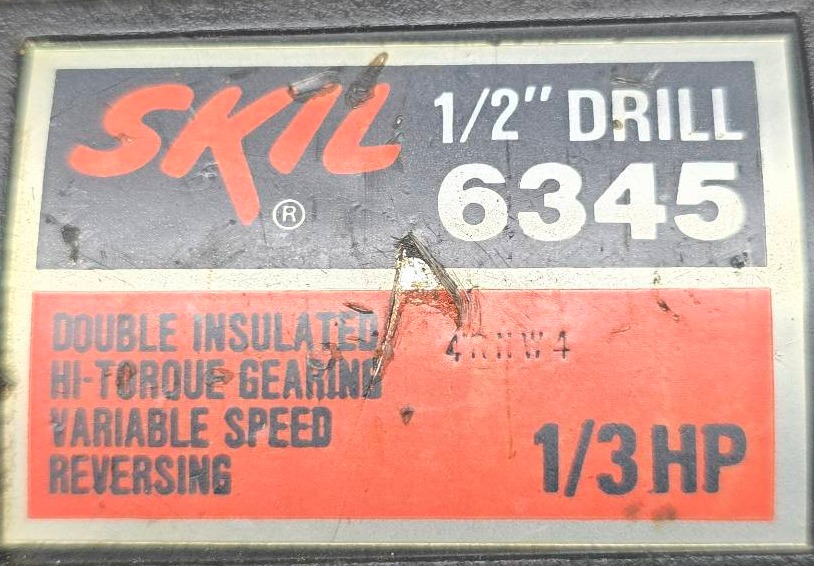 SKIL ®
1/2" DRILL
6345
DOUBLE INSULATED
HI-TORQUE GEARING
VARIABLE SPEED
REVERSING
1/3 HP